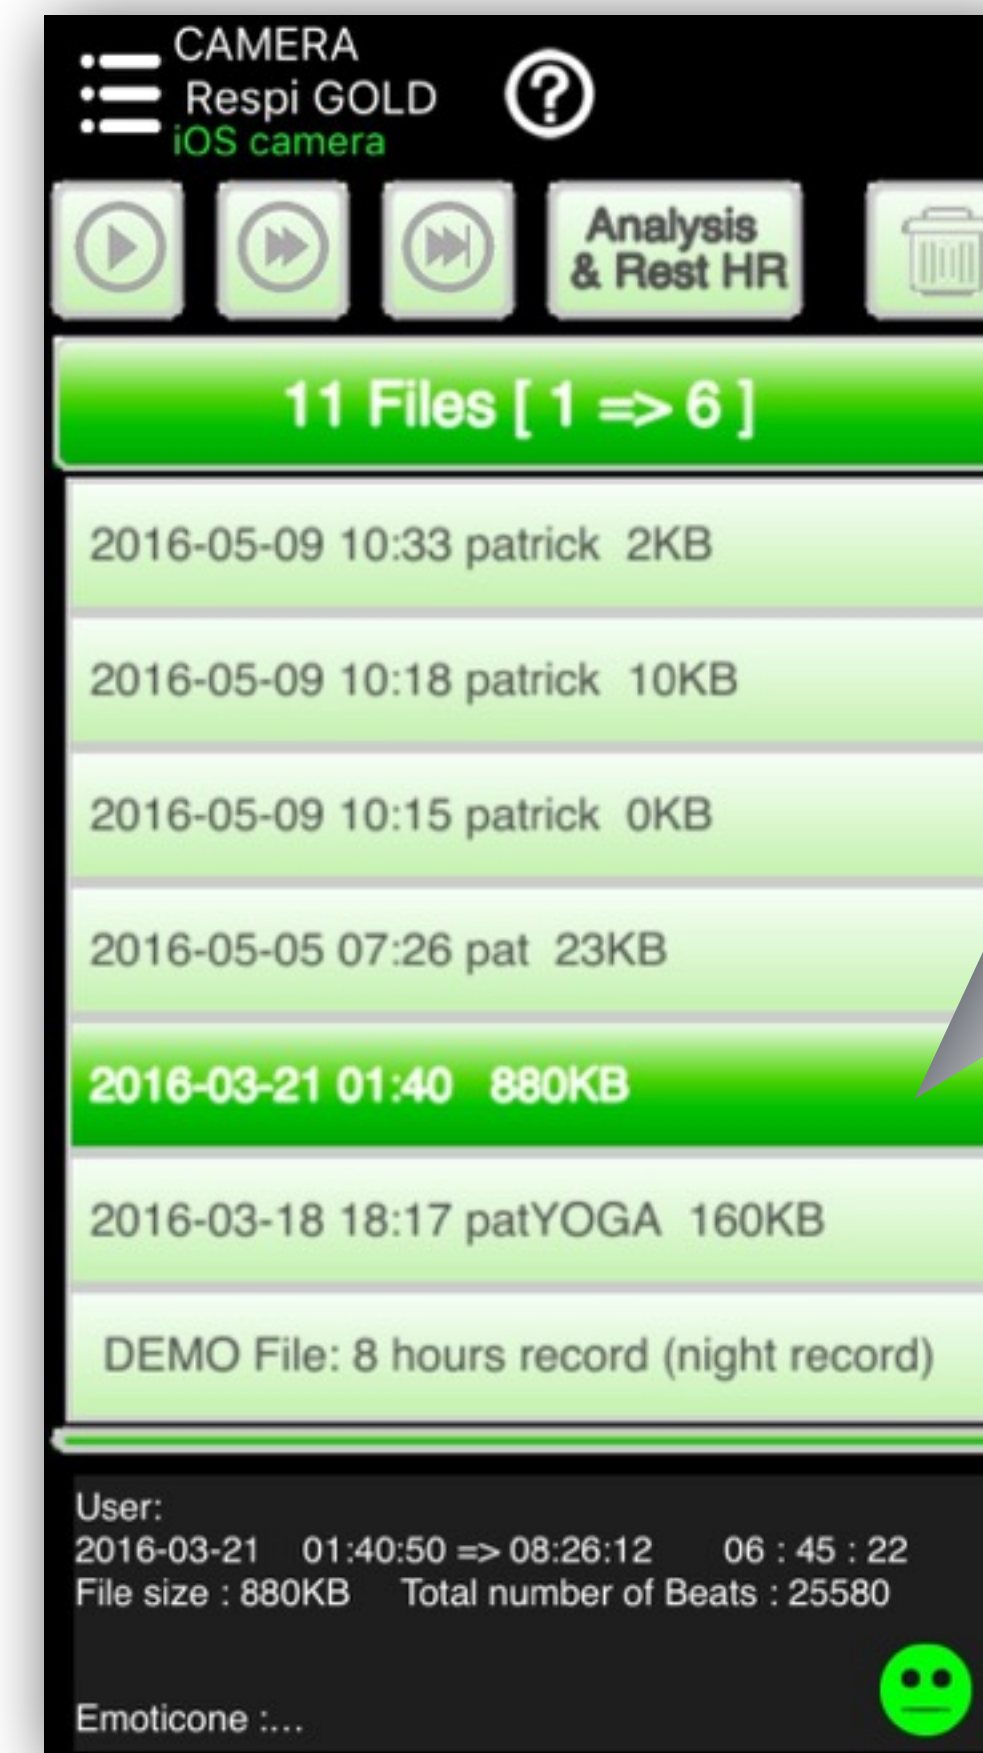 CAMERA
Respi GOLD
iOS camera
?
Analysis
& Rest HR
11 Files [ 1 => 6 ]
2016-05-09 10:33 patrick 2KB
2016-05-09 10:18 patrick 10KB
2016-05-09 10:15 patrick 0KB
2016-05-05 07:26 pat 23KB
2016-03-21 01:40 880KB
2016-03-18 18:17 patYOGA 160KB
DEMO File: 8 hours record (night record)
User:
2016-03-21 01:40:50 => 08:26:12 06 : 45 : 22
File size : 880KB Total number of Beats : 25580
Emoticone :...